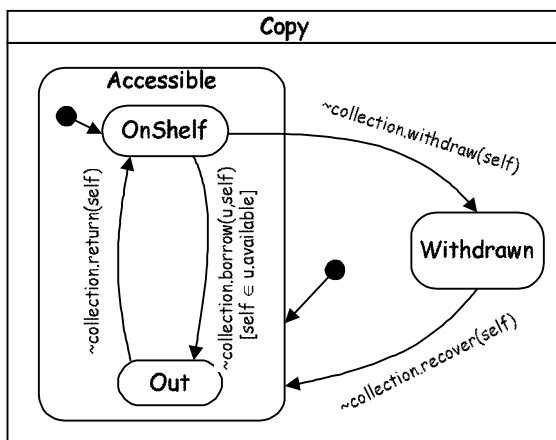 Copy
Accessible
OnShelf
~collection.withdraw(self)
~collection.return(self)
~collection.borrow(u,self)
[self ∈ u.available]
Withdrawn
Out
~collection.recover(self)